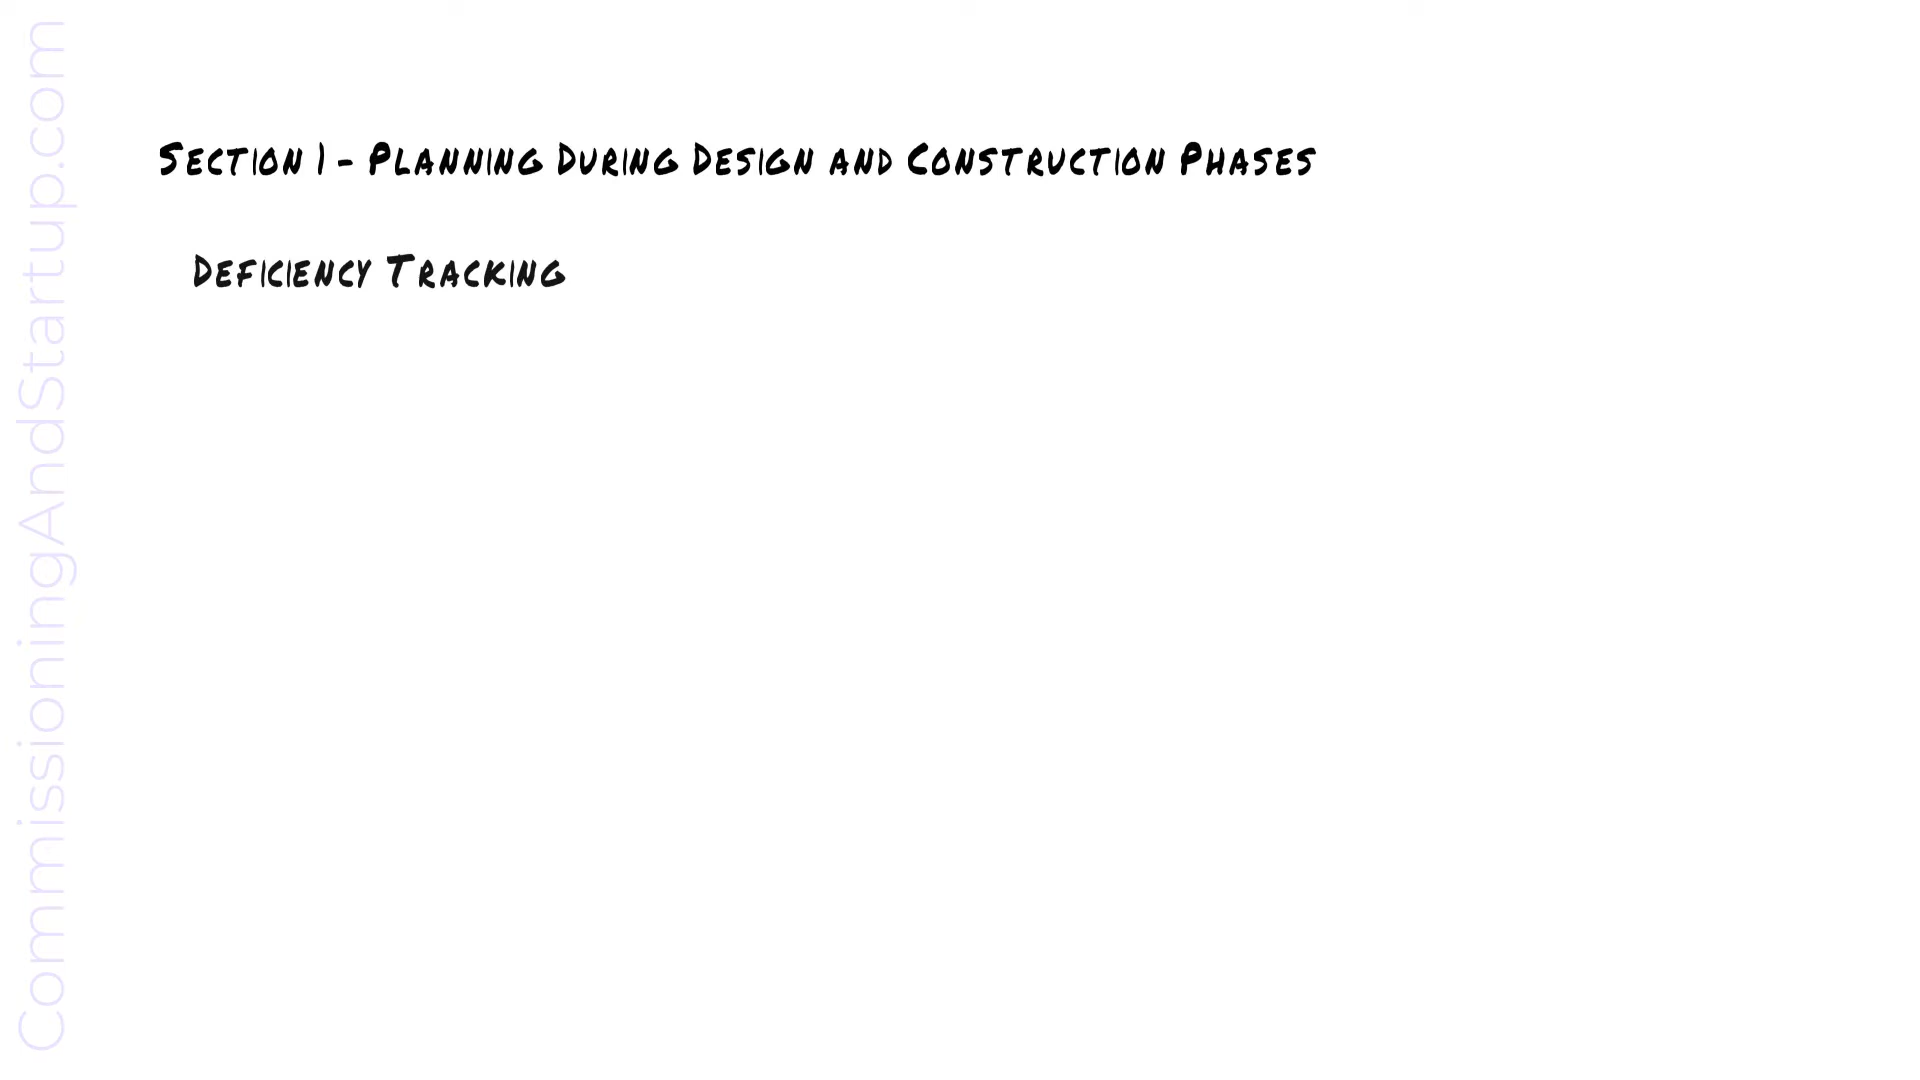 CommissioningAndStartup.com
Section 1 - Planning During Design and Construction Phases
Deficiency Tracking